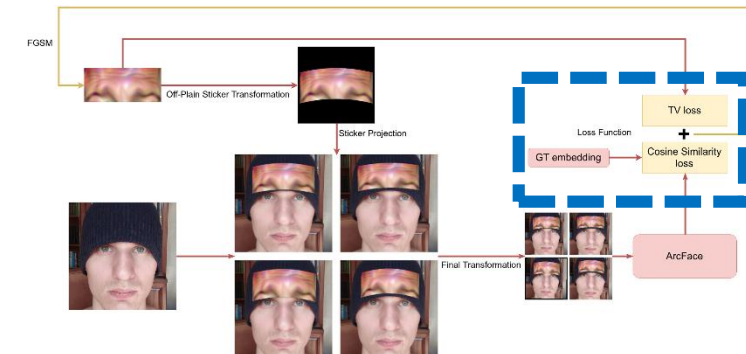 FGSM
Off-Plain Sticker Transformation
Sticker Projection
TV loss
Loss Function
+
GT embedding
Cosine Similarity
loss
Final Transformation
ArcFace